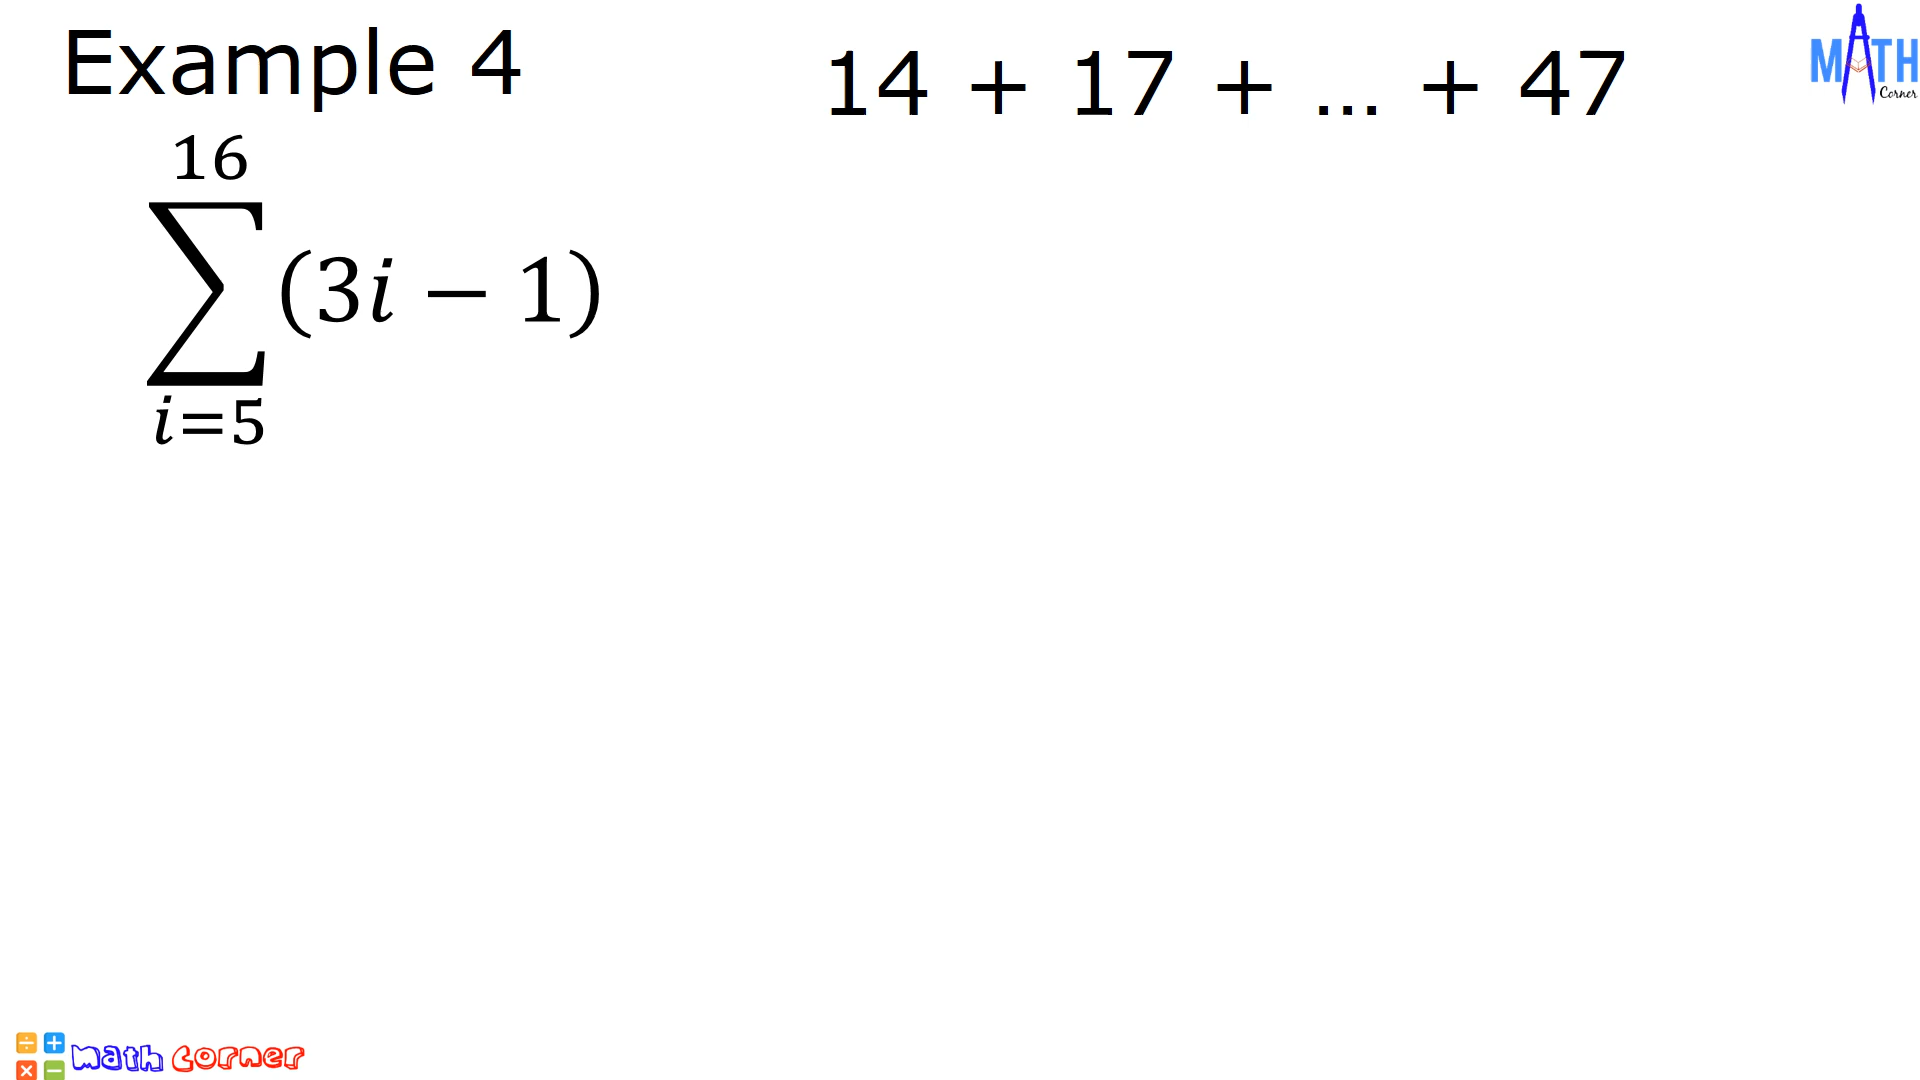 Example 4
14 + 17 + ... + 47
MATH
Corner
16
∑(3i − 1)
i=5
math corner